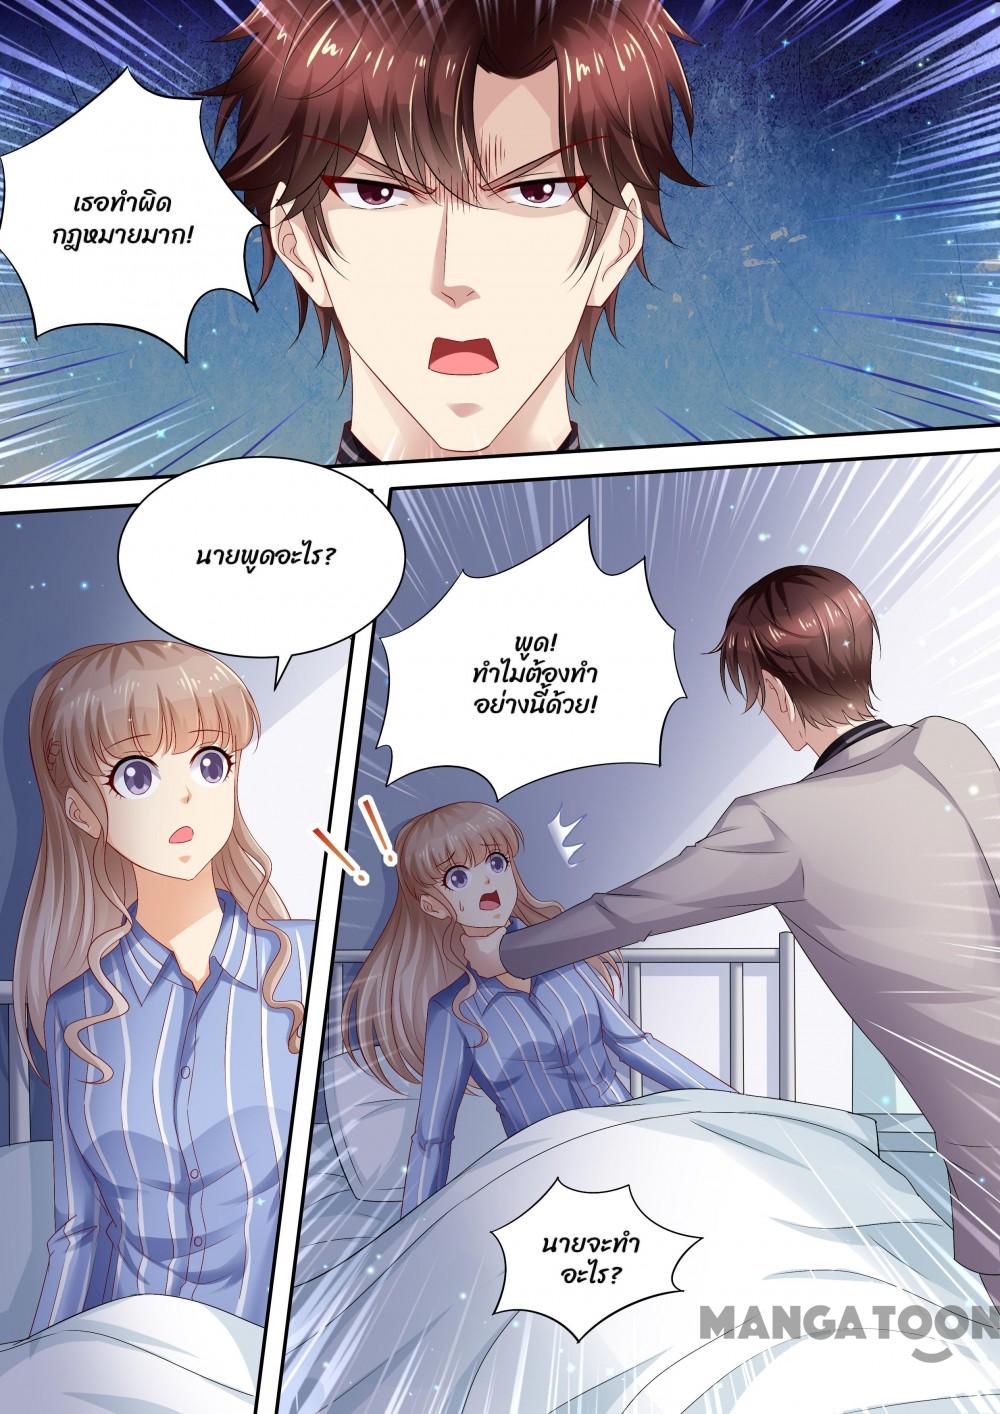 เธอทำผิด
กฎหมายมาก!
นายพูดอะไร?
พูด!
ทำไมต้องทำ
อย่างนี้ด้วย!
นายจะทำ
อะไร?
MANGATOON